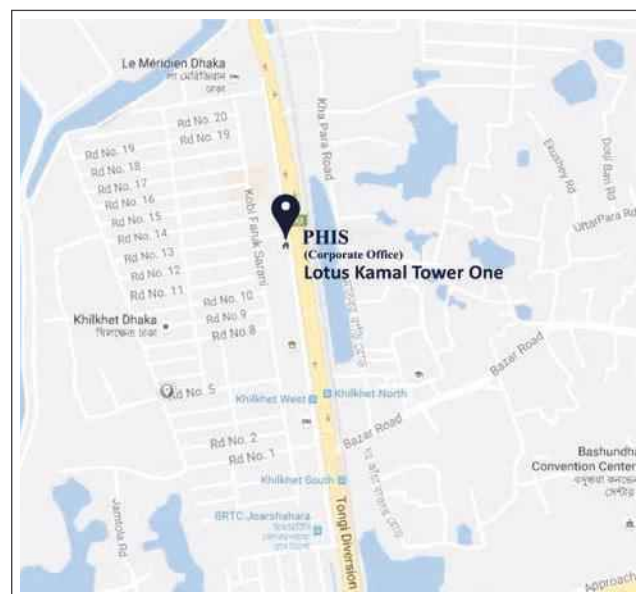 Le Méridien Dhaka
Rd No. 20
Rd No. 19
Rd No. 19
Rd No. 18
Rd No. 17
Rd No. 16
Rd No. 15
Rd No. 14
Rd No. 13
Rd No. 12
Rd No. 11
Rd No. 10
Rd No. 9
Rd No. 8
Kobi Faruk Sarani
Kha Para Road
Ekushey Rd
UttarPara Rd
PHIS
(Corporate Office)
Lotus Kamal Tower One
Khilkhet Dhaka
Rd No. 5
Khilkhet West
Khilkhet North
Bazar Road
Bazar Road
Rd No. 2
Rd No. 1
Khilkhet South
Bashundha
Convention Center
BRTC Joarshahara
Jamtola Rd
Tongi Diversion
Approach